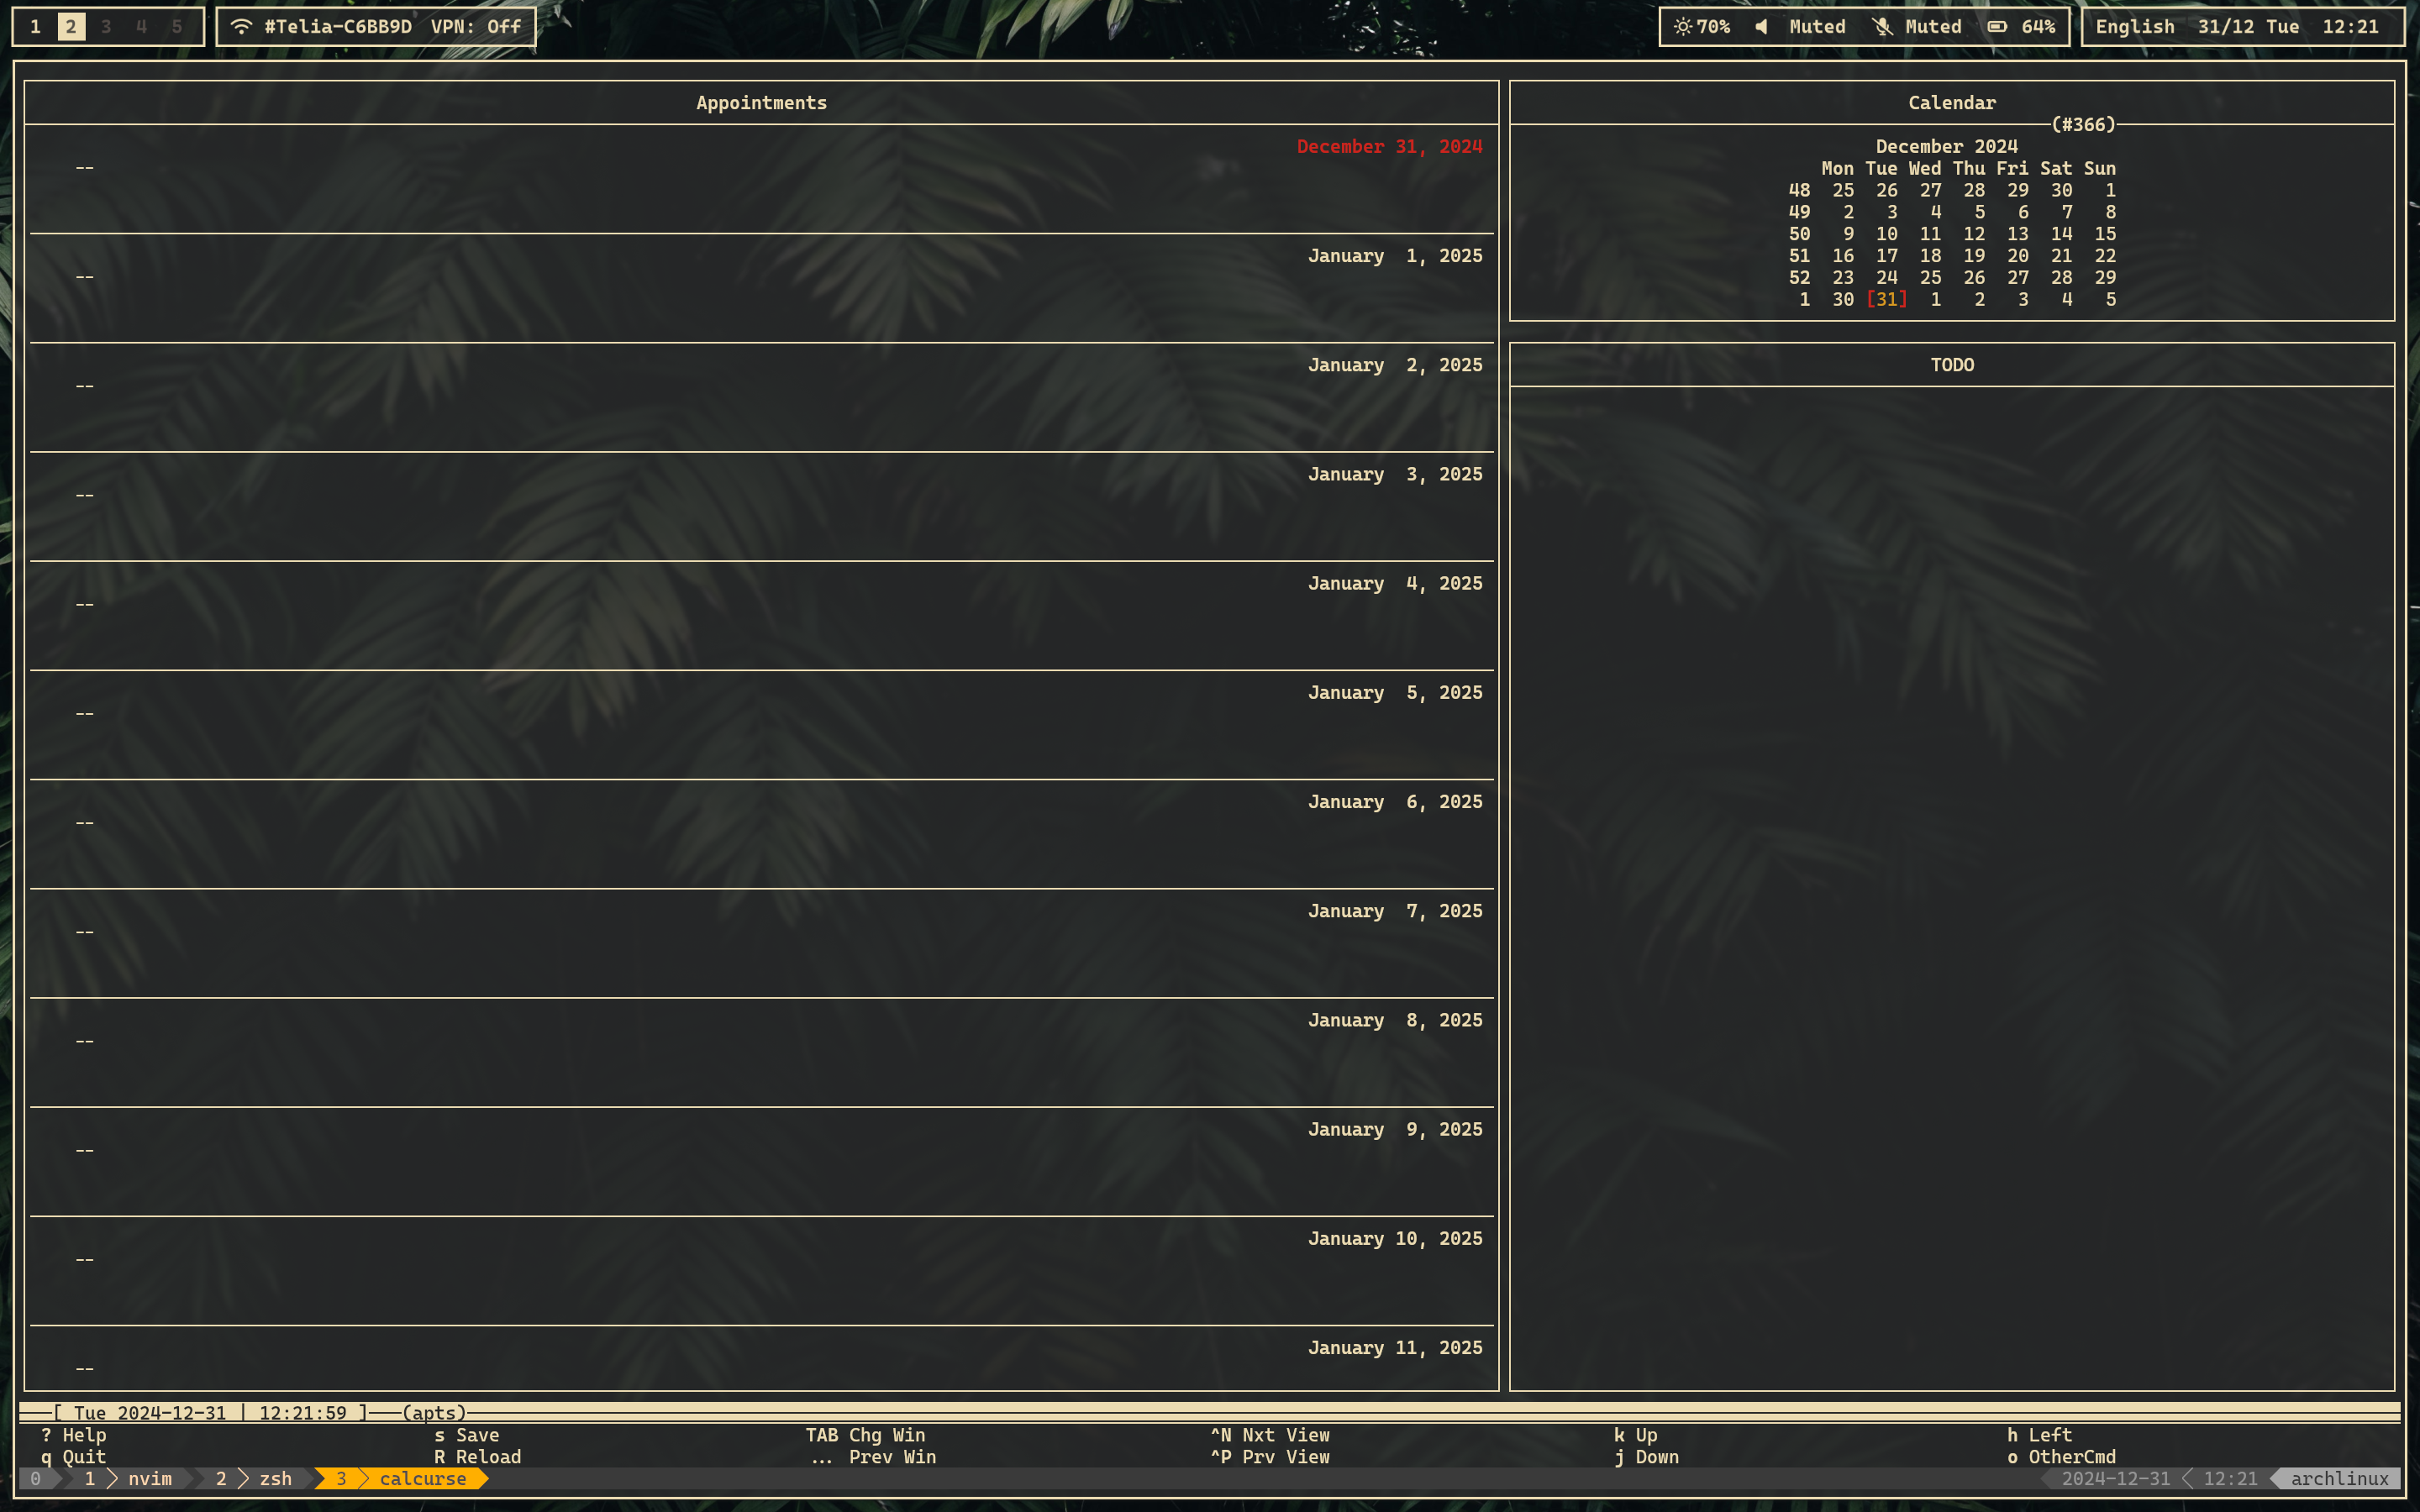 1 2 3 4 5 #Telia-C6BB9D VPN: Off 70% Muted Muted 64% English 31/12 Tue 12:21
Appointments
December 31, 2024
--
January 1, 2025
--
January 2, 2025
--
January 3, 2025
--
January 4, 2025
--
January 5, 2025
--
January 6, 2025
--
January 7, 2025
--
January 8, 2025
--
January 9, 2025
--
January 10, 2025
--
January 11, 2025
--
Calendar
(#366)
December 2024
Mon Tue Wed Thu Fri Sat Sun
48 25 26 27 28 29 30 1
49 2 3 4 5 6 7 8
50 9 10 11 12 13 14 15
51 16 17 18 19 20 21 22
52 23 24 25 26 27 28 29
1 30 [31] 1 2 3 4 5
TODO
[ Tue 2024-12-31 | 12:21:59 ] (apts)
? Help s Save TAB Chg Win ^N Nxt View k Up h Left
q Quit R Reload ... Prev Win ^P Prv View j Down o OtherCmd
0 1 nvim 2 zsh 3 calcurse 2024-12-31 12:21 archlinux